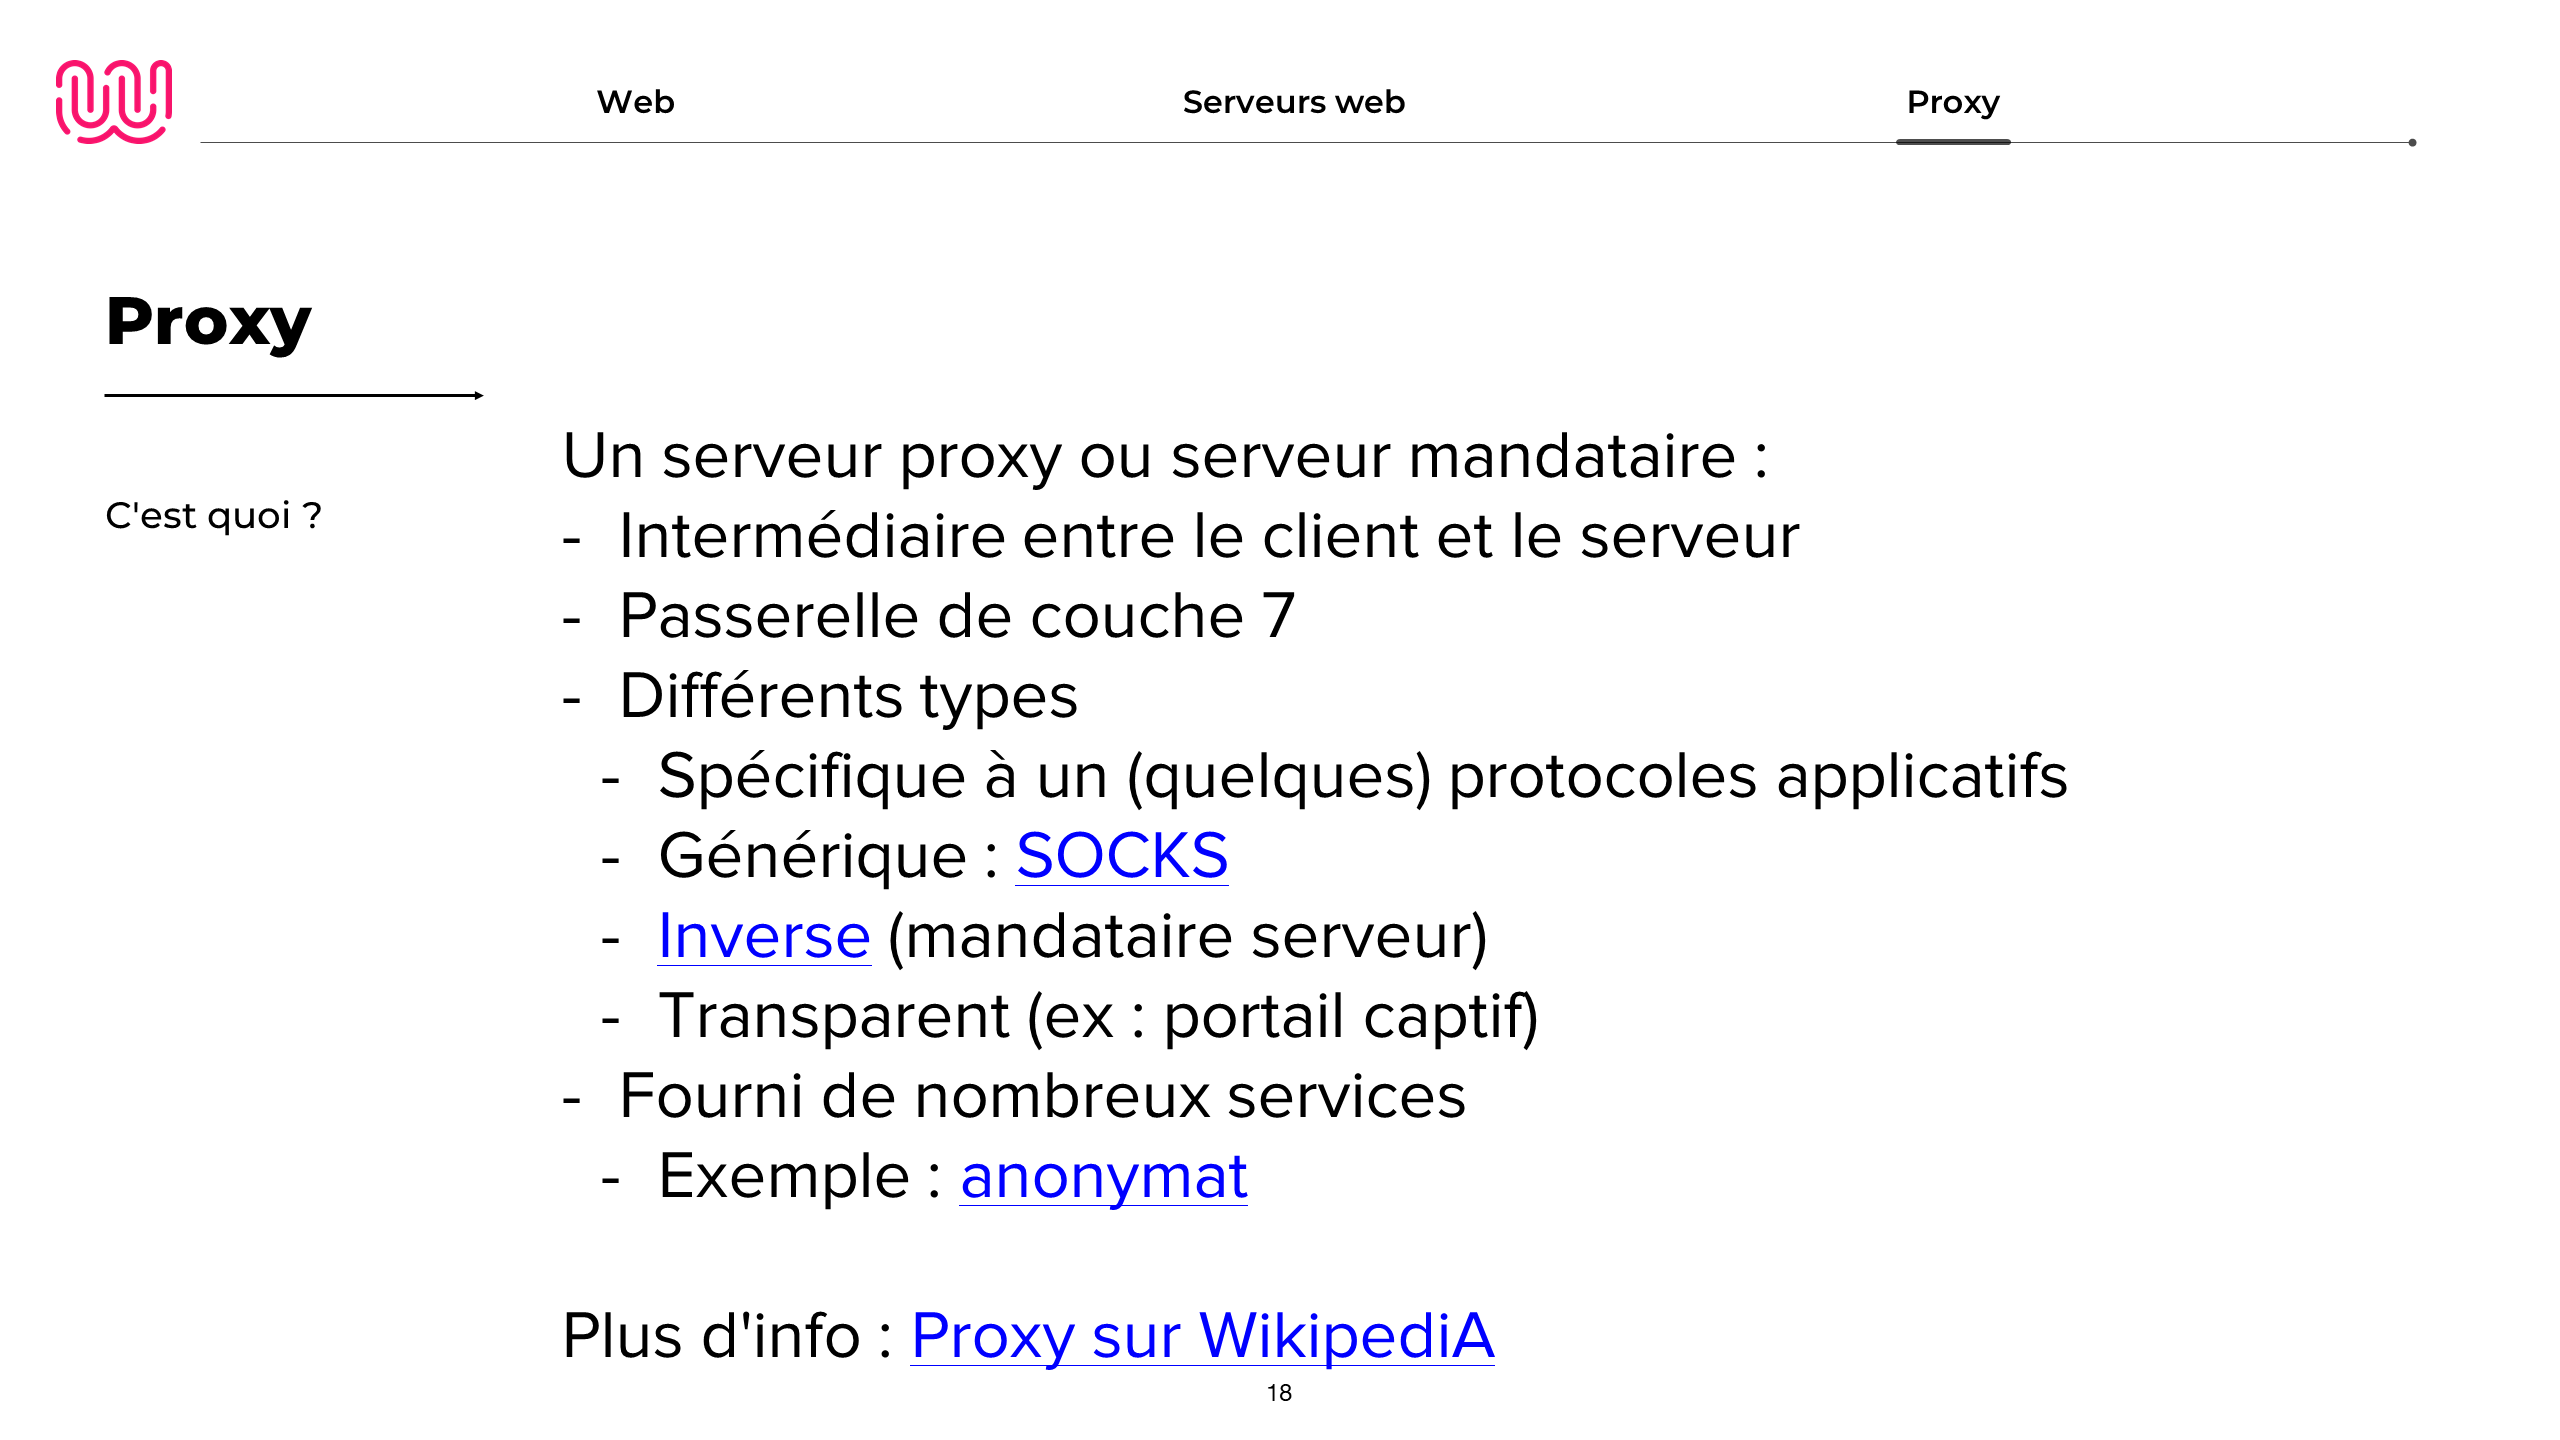 Web
Serveurs web
Proxy
Proxy
C'est quoi ?
Un serveur proxy ou serveur mandataire :
- Intermédiaire entre le client et le serveur
- Passerelle de couche 7
- Différents types
- Spécifique à un (quelques) protocoles applicatifs
- Générique : SOCKS
- Inverse (mandataire serveur)
- Transparent (ex : portail captif)
- Fourni de nombreux services
- Exemple : anonymat
Plus d'info : Proxy sur WikipediA
18